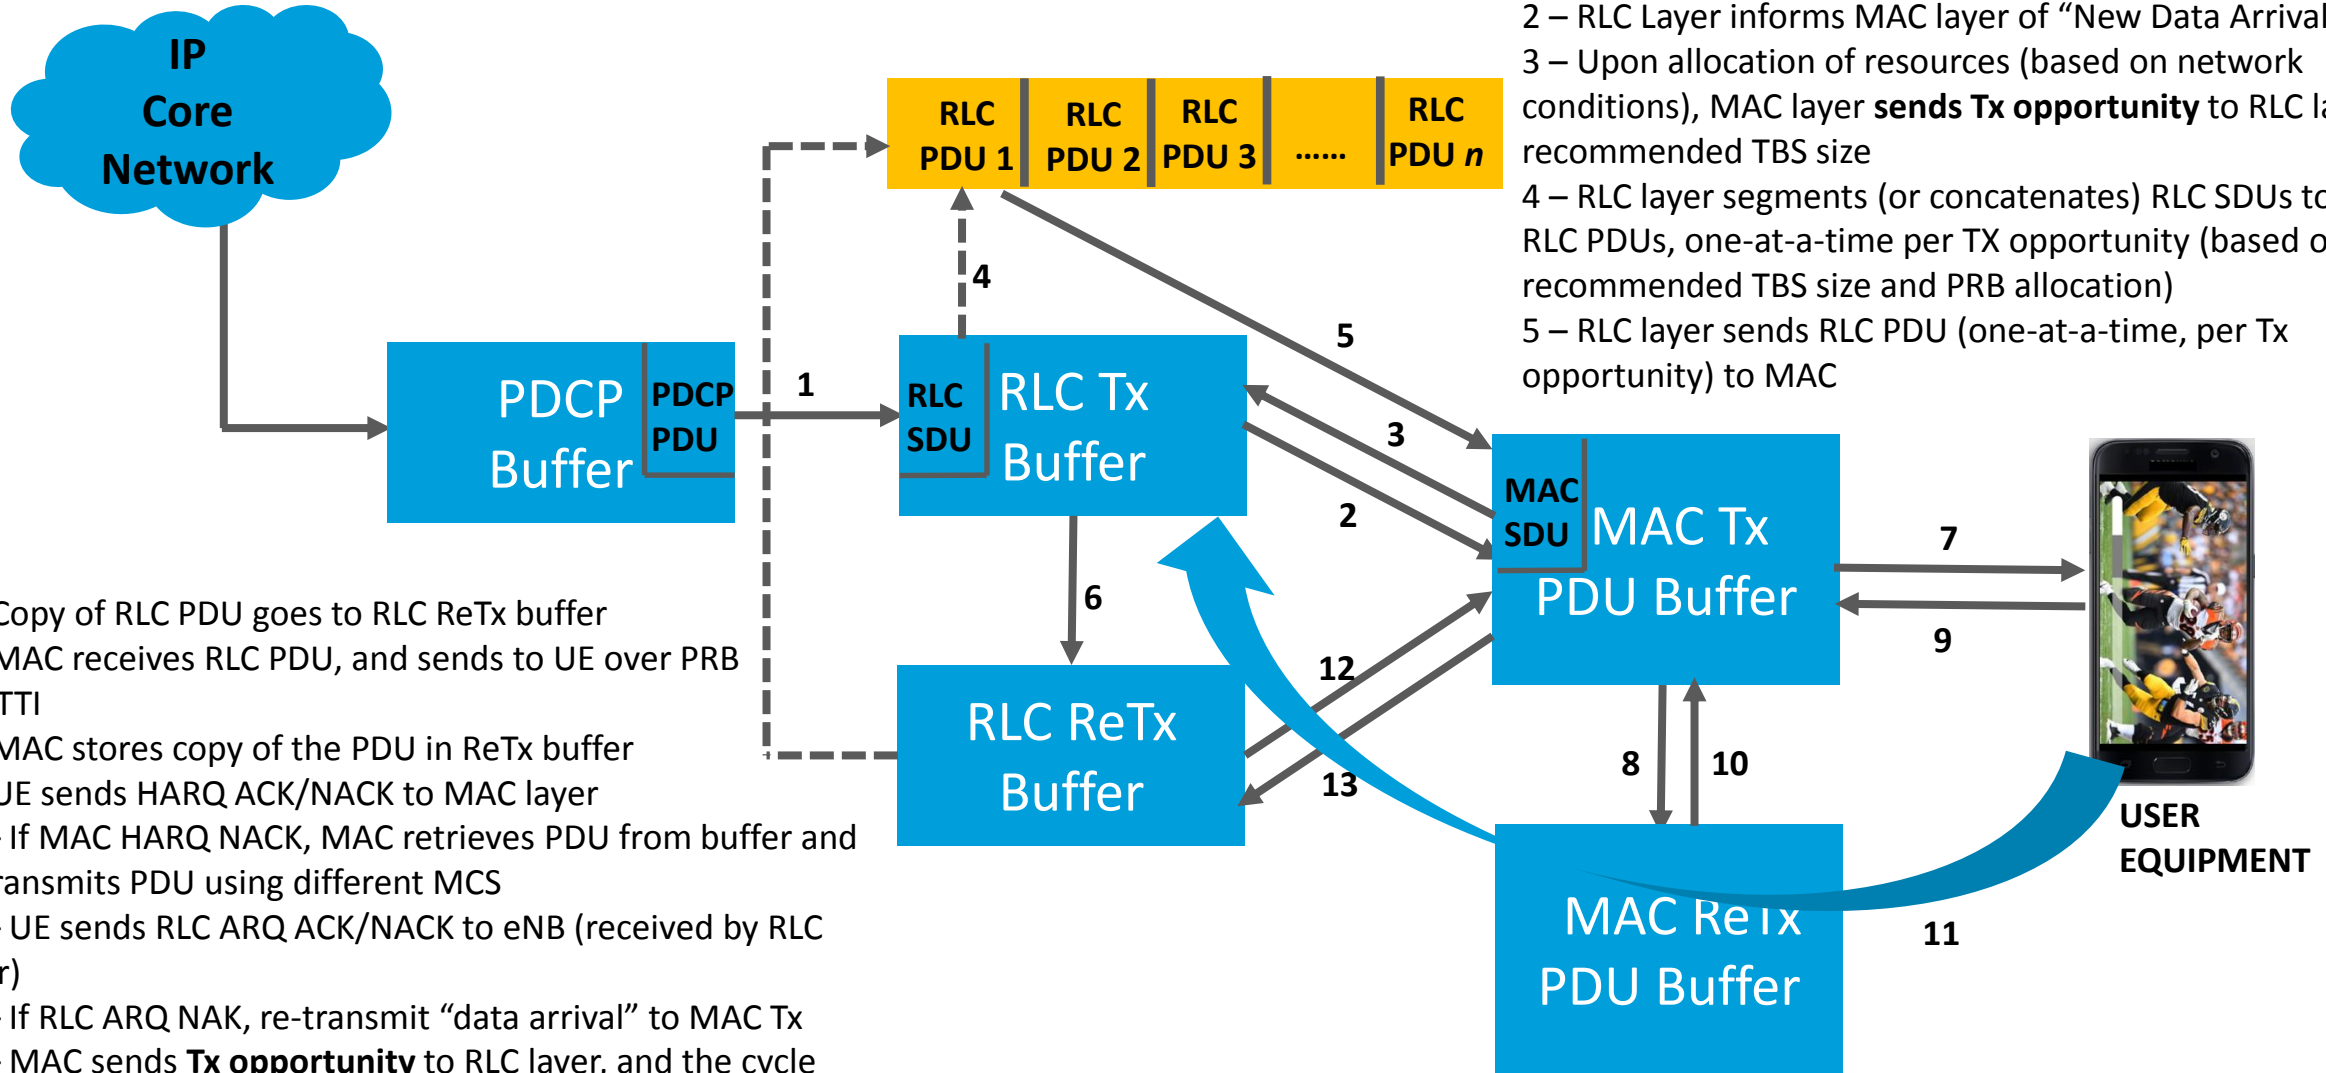 IP
Core
Network
RLC
PDU 1
RLC
PDU 2
RLC
PDU 3
......
RLC
PDU n
2 – RLC Layer informs MAC layer of “New Data Arrival
3 – Upon allocation of resources (based on network
conditions), MAC layer sends Tx opportunity to RLC la
recommended TBS size
4 – RLC layer segments (or concatenates) RLC SDUs to
RLC PDUs, one-at-a-time per TX opportunity (based o
recommended TBS size and PRB allocation)
5 – RLC layer sends RLC PDU (one-at-a-time, per Tx
opportunity) to MAC
4
5
PDCP
Buffer
PDCP
PDU
1
RLC
SDU
RLC Tx
Buffer
3
2
MAC
SDU
MAC Tx
PDU Buffer
7
9
6
12
13
RLC ReTx
Buffer
8
10
MAC ReTx
PDU Buffer
11
USER
EQUIPMENT
Copy of RLC PDU goes to RLC ReTx buffer
MAC receives RLC PDU, and sends to UE over PRB
TTI
MAC stores copy of the PDU in ReTx buffer
UE sends HARQ ACK/NACK to MAC layer
- If MAC HARQ NACK, MAC retrieves PDU from buffer and
ransmits PDU using different MCS
- UE sends RLC ARQ ACK/NACK to eNB (received by RLC
r)
- If RLC ARQ NAK, re-transmit “data arrival” to MAC Tx
- MAC sends Tx opportunity to RLC layer, and the cycle